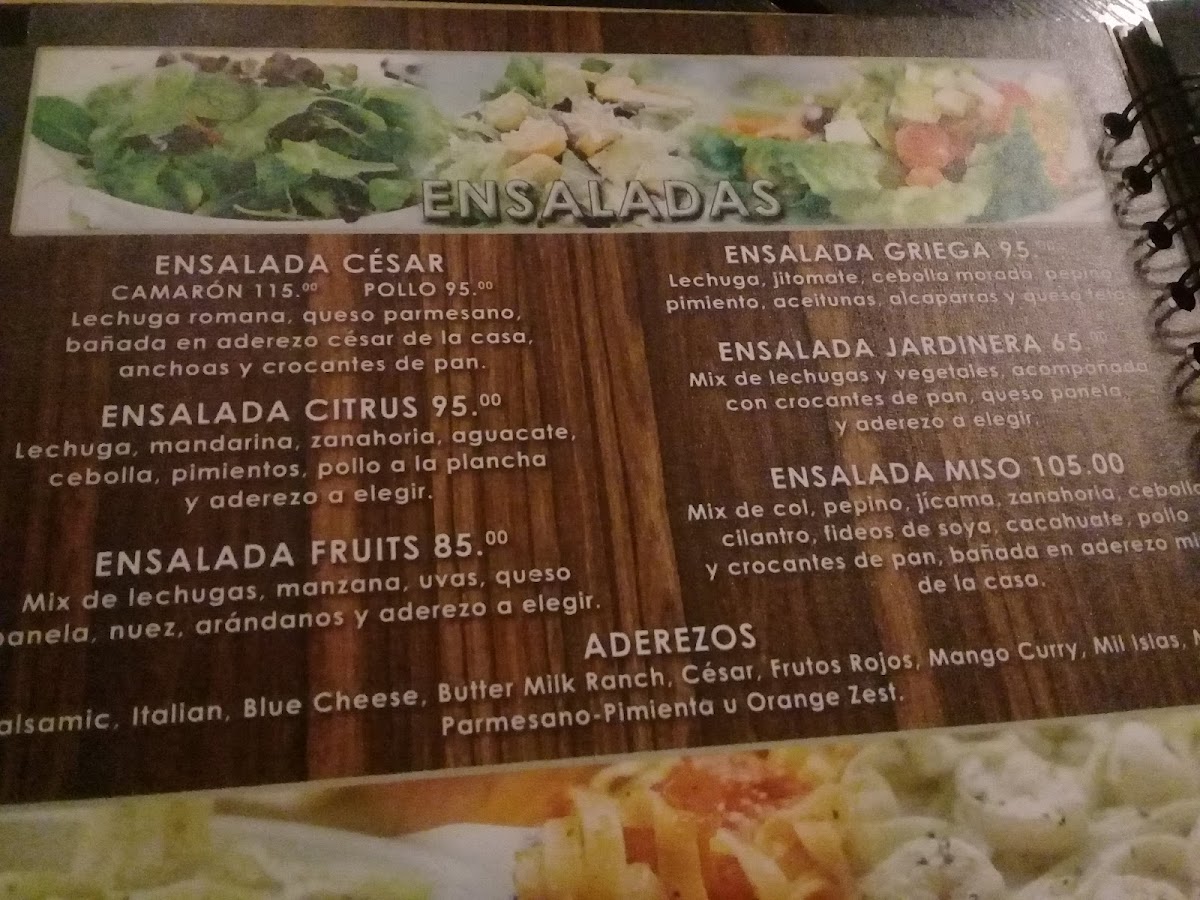 ENSALADAS
ENSALADA CÉSAR
CAMARÓN 115.00 POLLO 95.00
Lechuga romana, queso parmesano,
bañada en aderezo césar de la casa,
anchoas y crocantes de pan.
ENSALADA CITRUS 95.00
Lechuga, mandarina, zanahoria, aguacate,
cebolla, pimientos, pollo a la plancha
y aderezo a elegir.
ENSALADA FRUITS 85.00
Mix de lechugas, manzana, uvas, queso
panela, nuez, arándanos y aderezo a elegir.
ENSALADA GRIEGA 95.
Lechuga, jitomate, cebolla morada, pepino
pimiento, aceitunas, alcaparras y queso
ENSALADA JARDINERA 65.00
Mix de lechugas y vegetales, acompañada
con crocantes de pan, queso panela,
y aderezo a elegir.
ENSALADA MISO 105.00
Mix de col, pepino, jícama, zanahoria, cebolla
cilantro, fideos de soya, cacahuate, pollo
y crocantes de pan, bañada en aderezo
de la casa.
ADEREZOS
alsamic, Italian, Blue Cheese, Butter Milk Ranch, César, Frutos Rojos, Mango Curry, Mil Islas,
Parmesano-Pimienta u Orange Zest.